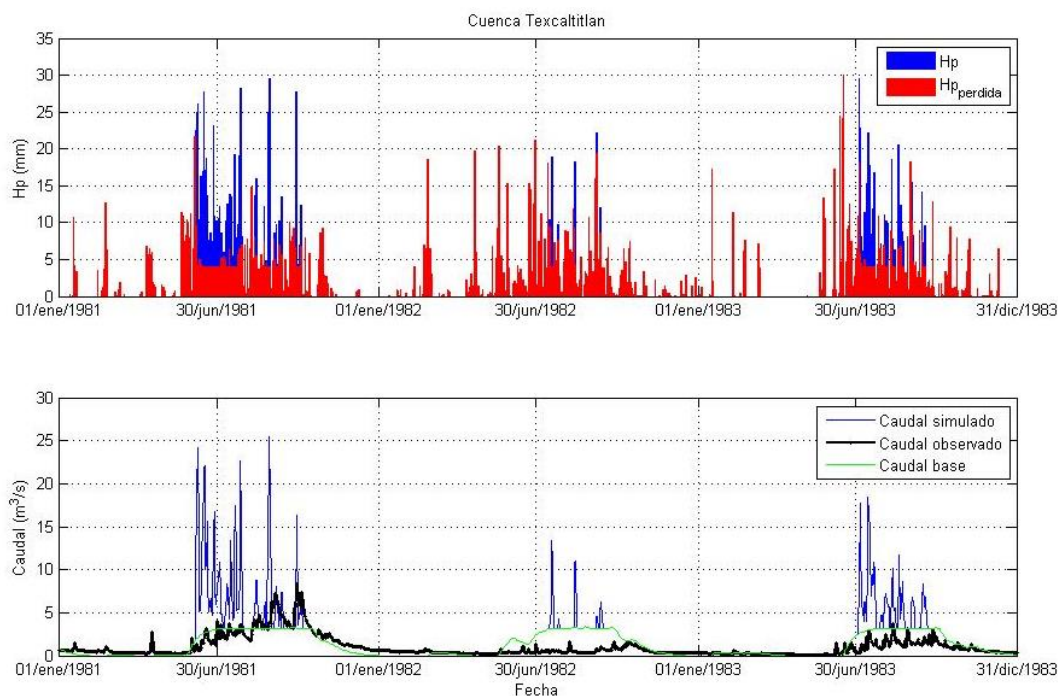 Cuenca Texcaltitlan
Hp (mm)
35
30
25
20
15
10
5
0
Hp
Hp perdida
01/ene/1981 30/jun/1981 01/ene/1982 30/jun/1982 01/ene/1983 30/jun/1983 31/dic/1983
Caudal (m³/s)
30
25
20
15
10
5
0
Caudal simulado
Caudal observado
Caudal base
01/ene/1981 30/jun/1981 01/ene/1982 30/jun/1982 01/ene/1983 30/jun/1983 31/dic/1983
Fecha